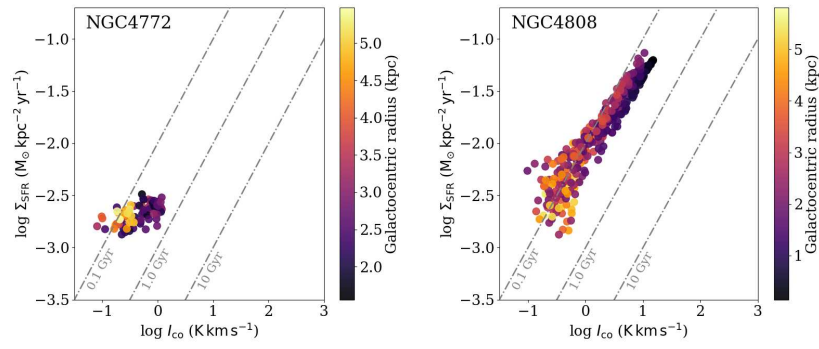 NGC4772
−1.0
−1.5
−2.0
−2.5
−3.0
−3.5
log Σ_SFR (M_⊙ kpc⁻² yr⁻¹)
0.1 Gyr
1.0 Gyr
10 Gyr
−1 0 1 2 3
log I_co (K km s⁻¹)
5.0
4.5
4.0
3.5
3.0
2.5
2.0
Galactocentric radius (kpc)
NGC4808
−1.0
−1.5
−2.0
−2.5
−3.0
−3.5
log Σ_SFR (M_⊙ kpc⁻² yr⁻¹)
0.1 Gyr
1.0 Gyr
10 Gyr
−1 0 1 2 3
log I_co (K km s⁻¹)
5
4
3
2
1
Galactocentric radius (kpc)